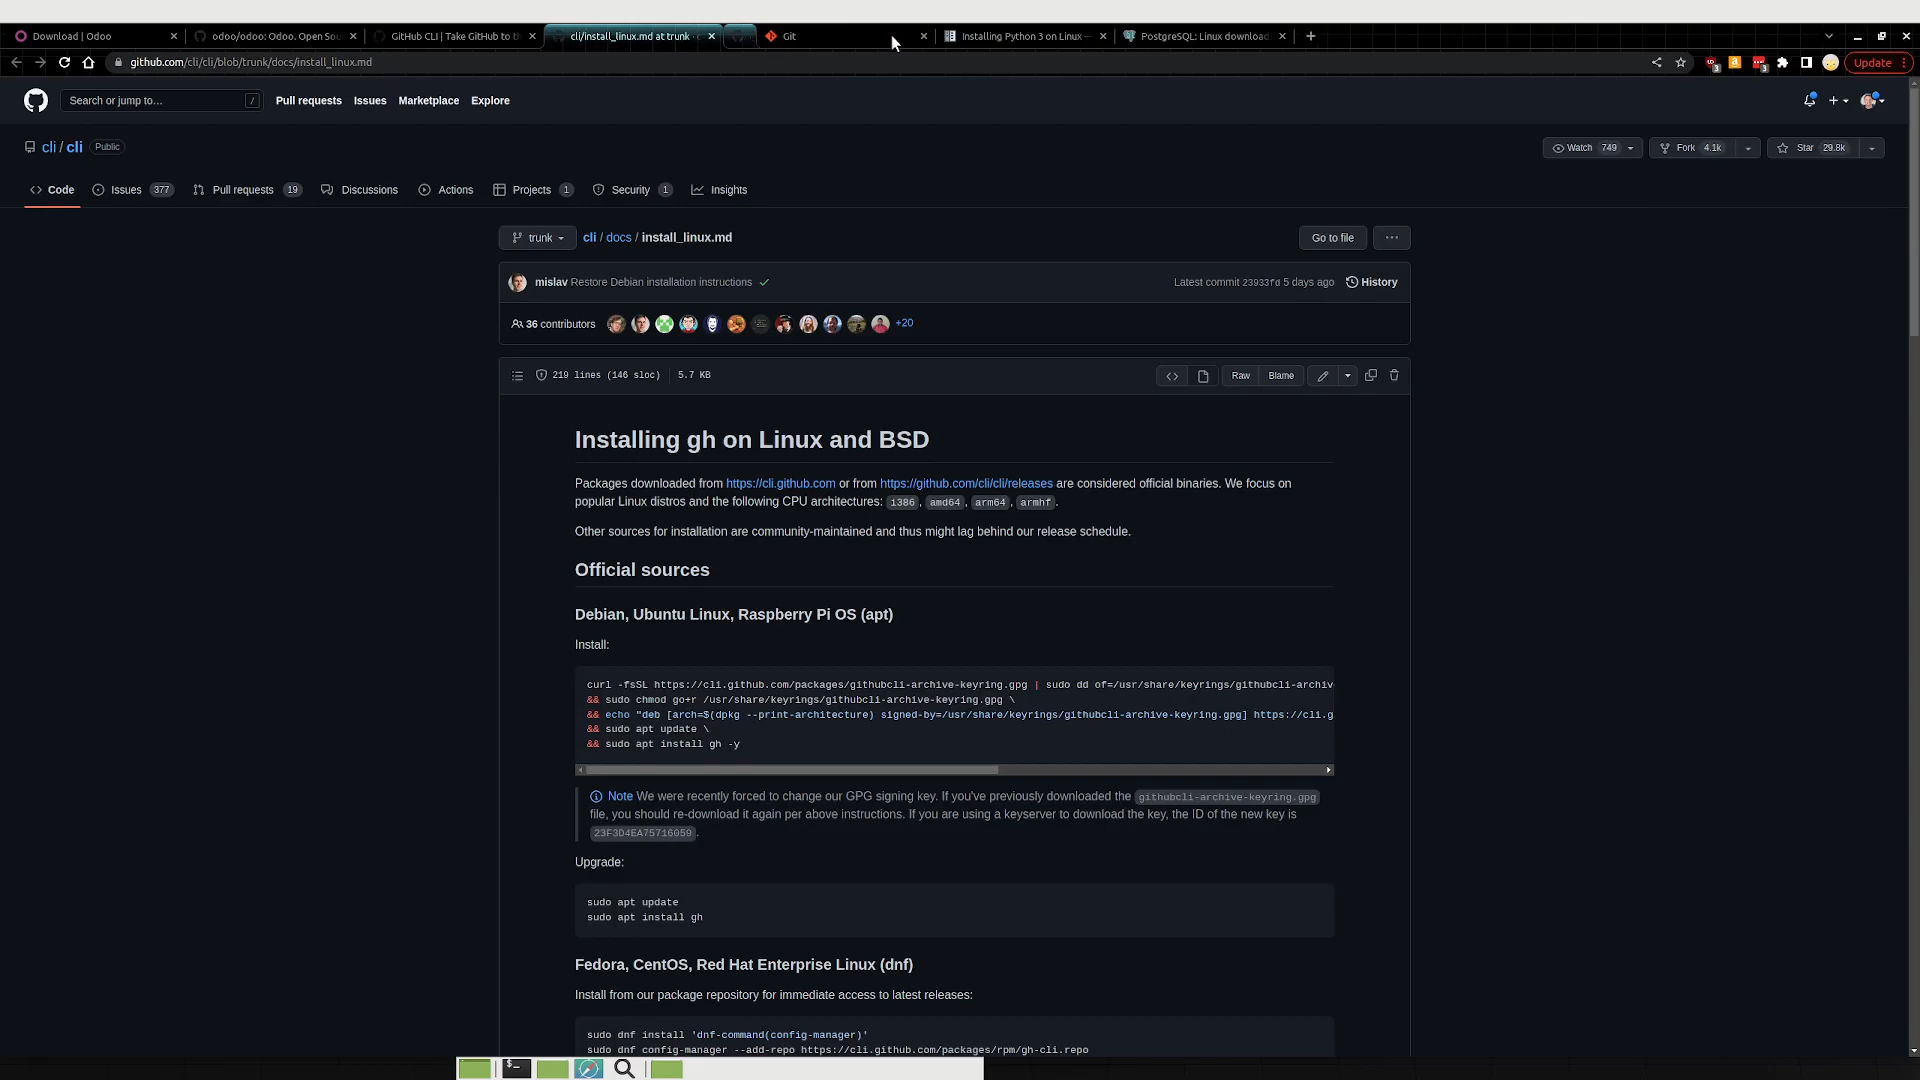 Download | Odoo
odoo/odoo: Odoo. Open Sou
GitHub CLI | Take GitHub to th
cli/install_linux.md at trunk
Git
Installing Python 3 on Linux —
PostgreSQL: Linux download
github.com/cli/cli/blob/trunk/docs/install_linux.md
Update
Search or jump to...
/
Pull requests
Issues
Marketplace
Explore
cli / cli
Public
Watch 749
Fork 4.1k
Star 29.8k
Code
Issues 377
Pull requests 19
Discussions
Actions
Projects 1
Security 1
Insights
trunk
cli / docs / install_linux.md
Go to file
...
mislav Restore Debian installation instructions
Latest commit 23933fd 5 days ago
History
36 contributors
+20
219 lines (146 sloc)
5.7 KB
Raw
Blame
Installing gh on Linux and BSD
Packages downloaded from https://cli.github.com or from https://github.com/cli/cli/releases are considered official binaries. We focus on
popular Linux distros and the following CPU architectures: i386, amd64, arm64, armhf.
Other sources for installation are community-maintained and thus might lag behind our release schedule.
Official sources
Debian, Ubuntu Linux, Raspberry Pi OS (apt)
Install:
curl -fsSL https://cli.github.com/packages/githubcli-archive-keyring.gpg | sudo dd of=/usr/share/keyrings/githubcli-archiv
&& sudo chmod go+r /usr/share/keyrings/githubcli-archive-keyring.gpg \
&& echo "deb [arch=$(dpkg --print-architecture) signed-by=/usr/share/keyrings/githubcli-archive-keyring.gpg] https://cli.g
&& sudo apt update \
&& sudo apt install gh -y
Note We were recently forced to change our GPG signing key. If you've previously downloaded the githubcli-archive-keyring.gpg
file, you should re-download it again per above instructions. If you are using a keyserver to download the key, the ID of the new key is
23F3D4EA75716059.
Upgrade:
sudo apt update
sudo apt install gh
Fedora, CentOS, Red Hat Enterprise Linux (dnf)
Install from our package repository for immediate access to latest releases:
sudo dnf install 'dnf-command(config-manager)'
sudo dnf config-manager --add-repo https://cli.github.com/packages/rpm/gh-cli.repo